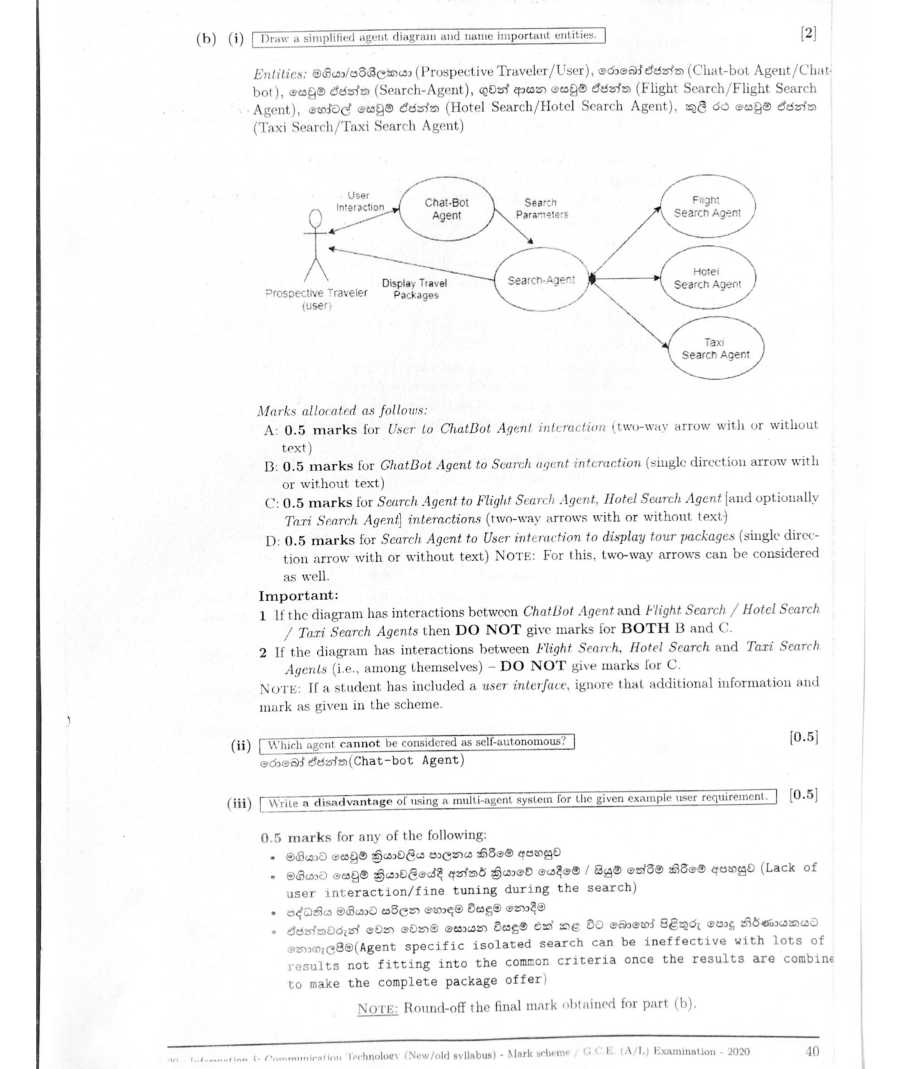 (b) (i) Draw a simplified agent diagram and name important entities. [2]
Entities: මගියා/පරිශීලකයා (Prospective Traveler/User), රොබෝ ඒජන්ත (Chat-bot Agent/Chat-
bot), සෙවුම් ඒජන්ත (Search-Agent), ගුවන් ආසන සෙවුම් ඒජන්ත (Flight Search/Flight Search
Agent), හෝටල් සෙවුම් ඒජන්ත (Hotel Search/Hotel Search Agent), කුලී රථ සෙවුම් ඒජන්ත
(Taxi Search/Taxi Search Agent)
User
Interaction
Chat-Bot
Agent
Search
Parameters
Flight
Search Agent
Search-Agent
Hotel
Search Agent
Display Travel
Packages
Prospective Traveler
(user)
Taxi
Search Agent
Marks allocated as follows:
A: 0.5 marks for User to ChatBot Agent interaction (two-way arrow with or without
text)
B: 0.5 marks for ChatBot Agent to Search agent interaction (single direction arrow with
or without text)
C: 0.5 marks for Search Agent to Flight Search Agent, Hotel Search Agent [and optionally
Taxi Search Agent] interactions (two-way arrows with or without text)
D: 0.5 marks for Search Agent to User interaction to display tour packages (single direc-
tion arrow with or without text) NOTE: For this, two-way arrows can be considered
as well.
Important:
1 If the diagram has interactions between ChatBot Agent and Flight Search / Hotel Search
/ Taxi Search Agents then DO NOT give marks for BOTH B and C.
2 If the diagram has interactions between Flight Search, Hotel Search and Taxi Search
Agents (i.e., among themselves) – DO NOT give marks for C.
NOTE: If a student has included a user interface, ignore that additional information and
mark as given in the scheme.
(ii) Which agent cannot be considered as self-autonomous? [0.5]
රොබෝ ඒජන්ත(Chat-bot Agent)
(iii) Write a disadvantage of using a multi-agent system for the given example user requirement. [0.5]
0.5 marks for any of the following:
• මගියාට සෙවුම් ක්‍රියාවලිය පාලනය කිරීමේ අපහසුව
• මගියාට සෙවුම් ක්‍රියාවලියේදී අන්තර් ක්‍රියාවේ යෙදීමේ / සියුම් තේරීම් කිරීමේ අපහසුව (Lack of
user interaction/fine tuning during the search)
• පද්ධතිය මගියාට සරිලන හොඳම විසඳුම නොදීම
• ඒජන්තවරුන් වෙන වෙනම සොයන විසඳුම් එක් කළ විට බොහෝ පිළිතුරු පොදු නිර්ණායකයට
නොගැලපීම(Agent specific isolated search can be ineffective with lots of
results not fitting into the common criteria once the results are combine
to make the complete package offer)
NOTE: Round-off the final mark obtained for part (b).
20 - Information & Communication Technology (New/old syllabus) - Mark scheme / G.C.E. (A/L) Examination - 2020 40